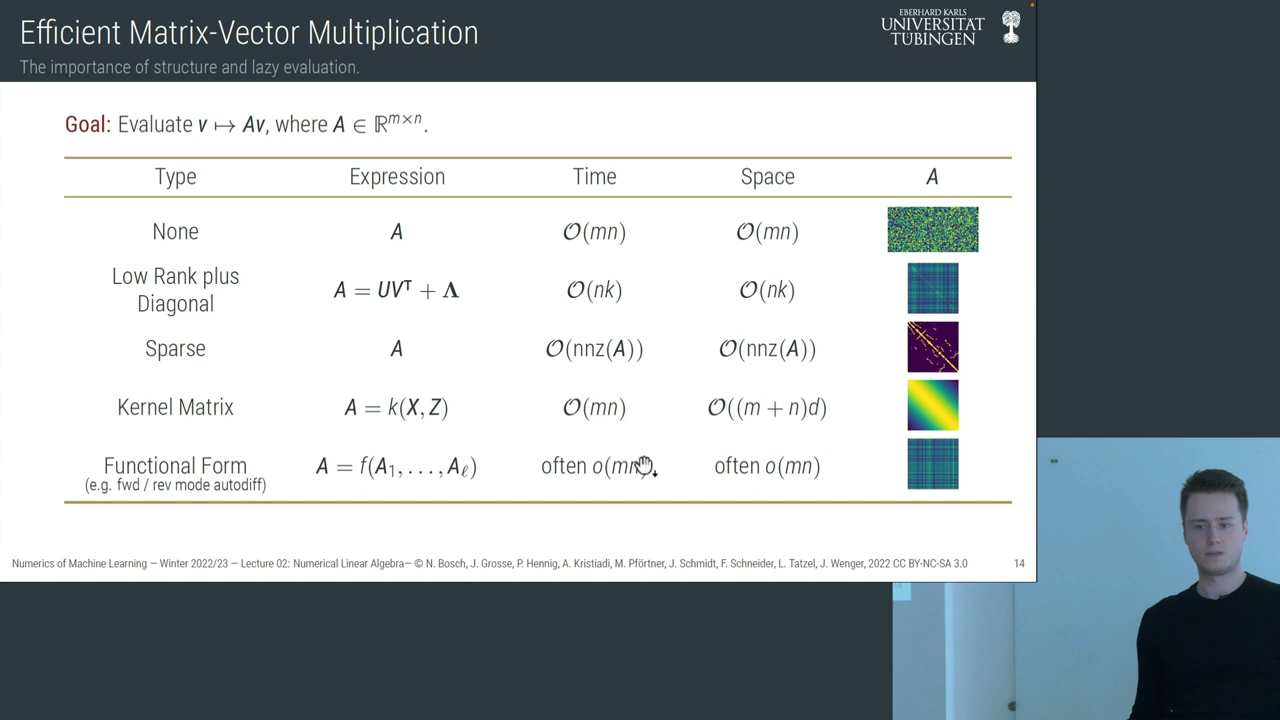 Efficient Matrix-Vector Multiplication
The importance of structure and lazy evaluation.
EBERHARD KARLS
UNIVERSITÄT
TÜBINGEN
Goal: Evaluate v ↦ Av, where A ∈ ℝ^{m×n}.
Type Expression Time Space A
None A 𝒪(mn) 𝒪(mn)
Low Rank plus
Diagonal A = UVᵀ + Λ 𝒪(nk) 𝒪(nk)
Sparse A 𝒪(nnz(A)) 𝒪(nnz(A))
Kernel Matrix A = k(X, Z) 𝒪(mn) 𝒪((m + n)d)
Functional Form A = f(A₁, . . . , A_ℓ) often o(mn) often o(mn)
(e.g. fwd / rev mode autodiff)
Numerics of Machine Learning — Winter 2022/23 — Lecture 02: Numerical Linear Algebra— © N. Bosch, J. Grosse, P. Hennig, A. Kristiadi, M. Pförtner, J. Schmidt, F. Schneider, L. Tatzel, J. Wenger, 2022 CC BY-NC-SA 3.0 14